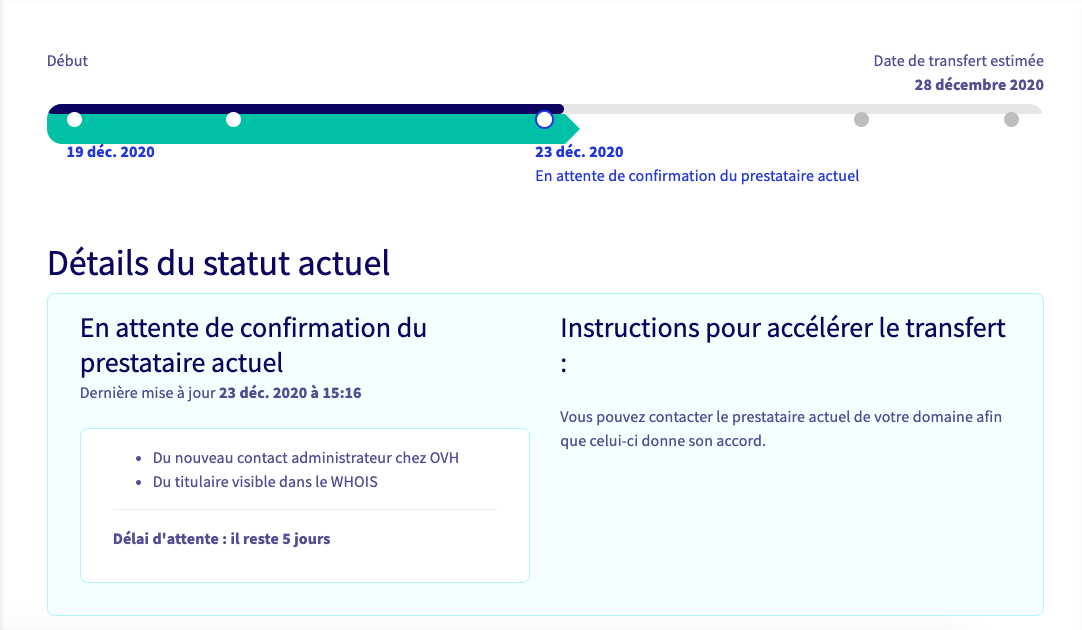 Début
Date de transfert estimée
28 décembre 2020
19 déc. 2020
23 déc. 2020
En attente de confirmation du prestataire actuel
Détails du statut actuel
En attente de confirmation du
prestataire actuel
Dernière mise à jour 23 déc. 2020 à 15:16
• Du nouveau contact administrateur chez OVH
• Du titulaire visible dans le WHOIS
Délai d'attente : il reste 5 jours
Instructions pour accélérer le transfert
:
Vous pouvez contacter le prestataire actuel de votre domaine afin
que celui-ci donne son accord.